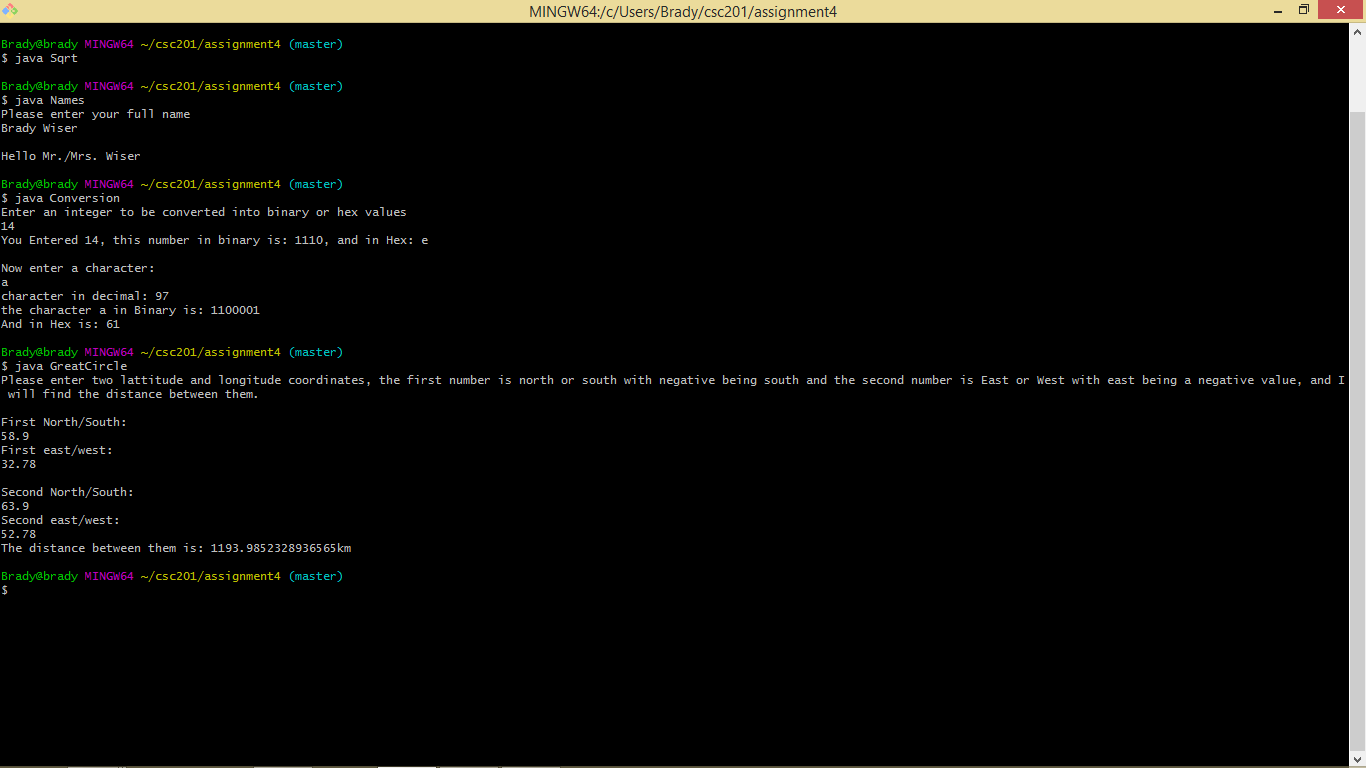 MINGW64:/c/Users/Brady/csc201/assignment4
Brady@brady MINGW64 ~/csc201/assignment4 (master)
$ java Sqrt
Brady@brady MINGW64 ~/csc201/assignment4 (master)
$ java Names
Please enter your full name
Brady Wiser
Hello Mr./Mrs. Wiser
Brady@brady MINGW64 ~/csc201/assignment4 (master)
$ java Conversion
Enter an integer to be converted into binary or hex values
14
You Entered 14, this number in binary is: 1110, and in Hex: e
Now enter a character:
a
character in decimal: 97
the character a in Binary is: 1100001
And in Hex is: 61
Brady@brady MINGW64 ~/csc201/assignment4 (master)
$ java GreatCircle
Please enter two lattitude and longitude coordinates, the first number is north or south with negative being south and the second number is East or West with east being a negative value, and I
will find the distance between them.
First North/South:
58.9
First east/west:
32.78
Second North/South:
63.9
Second east/west:
52.78
The distance between them is: 1193.9852328936565km
Brady@brady MINGW64 ~/csc201/assignment4 (master)
$